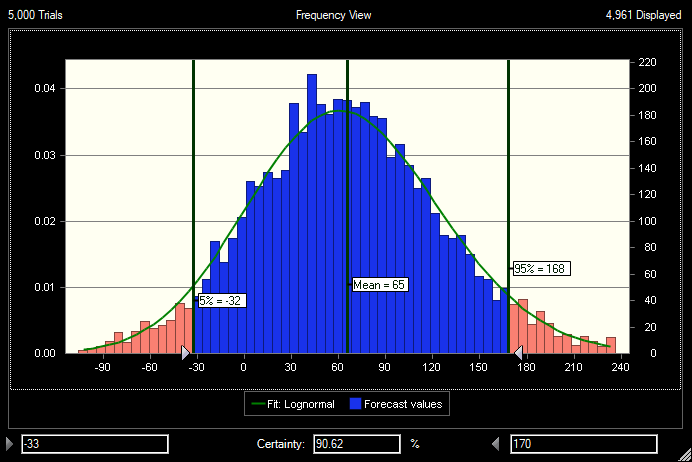 5,000 Trials Frequency View 4,961 Displayed
0.04
0.03
0.02
0.01
0.00
220
200
180
160
140
120
100
80
60
40
20
0
5% = -32
Mean = 65
95% = 168
-90 -60 -30 0 30 60 90 120 150 180 210 240
Fit: Lognormal Forecast values
-33 Certainty: 90.62 % 170